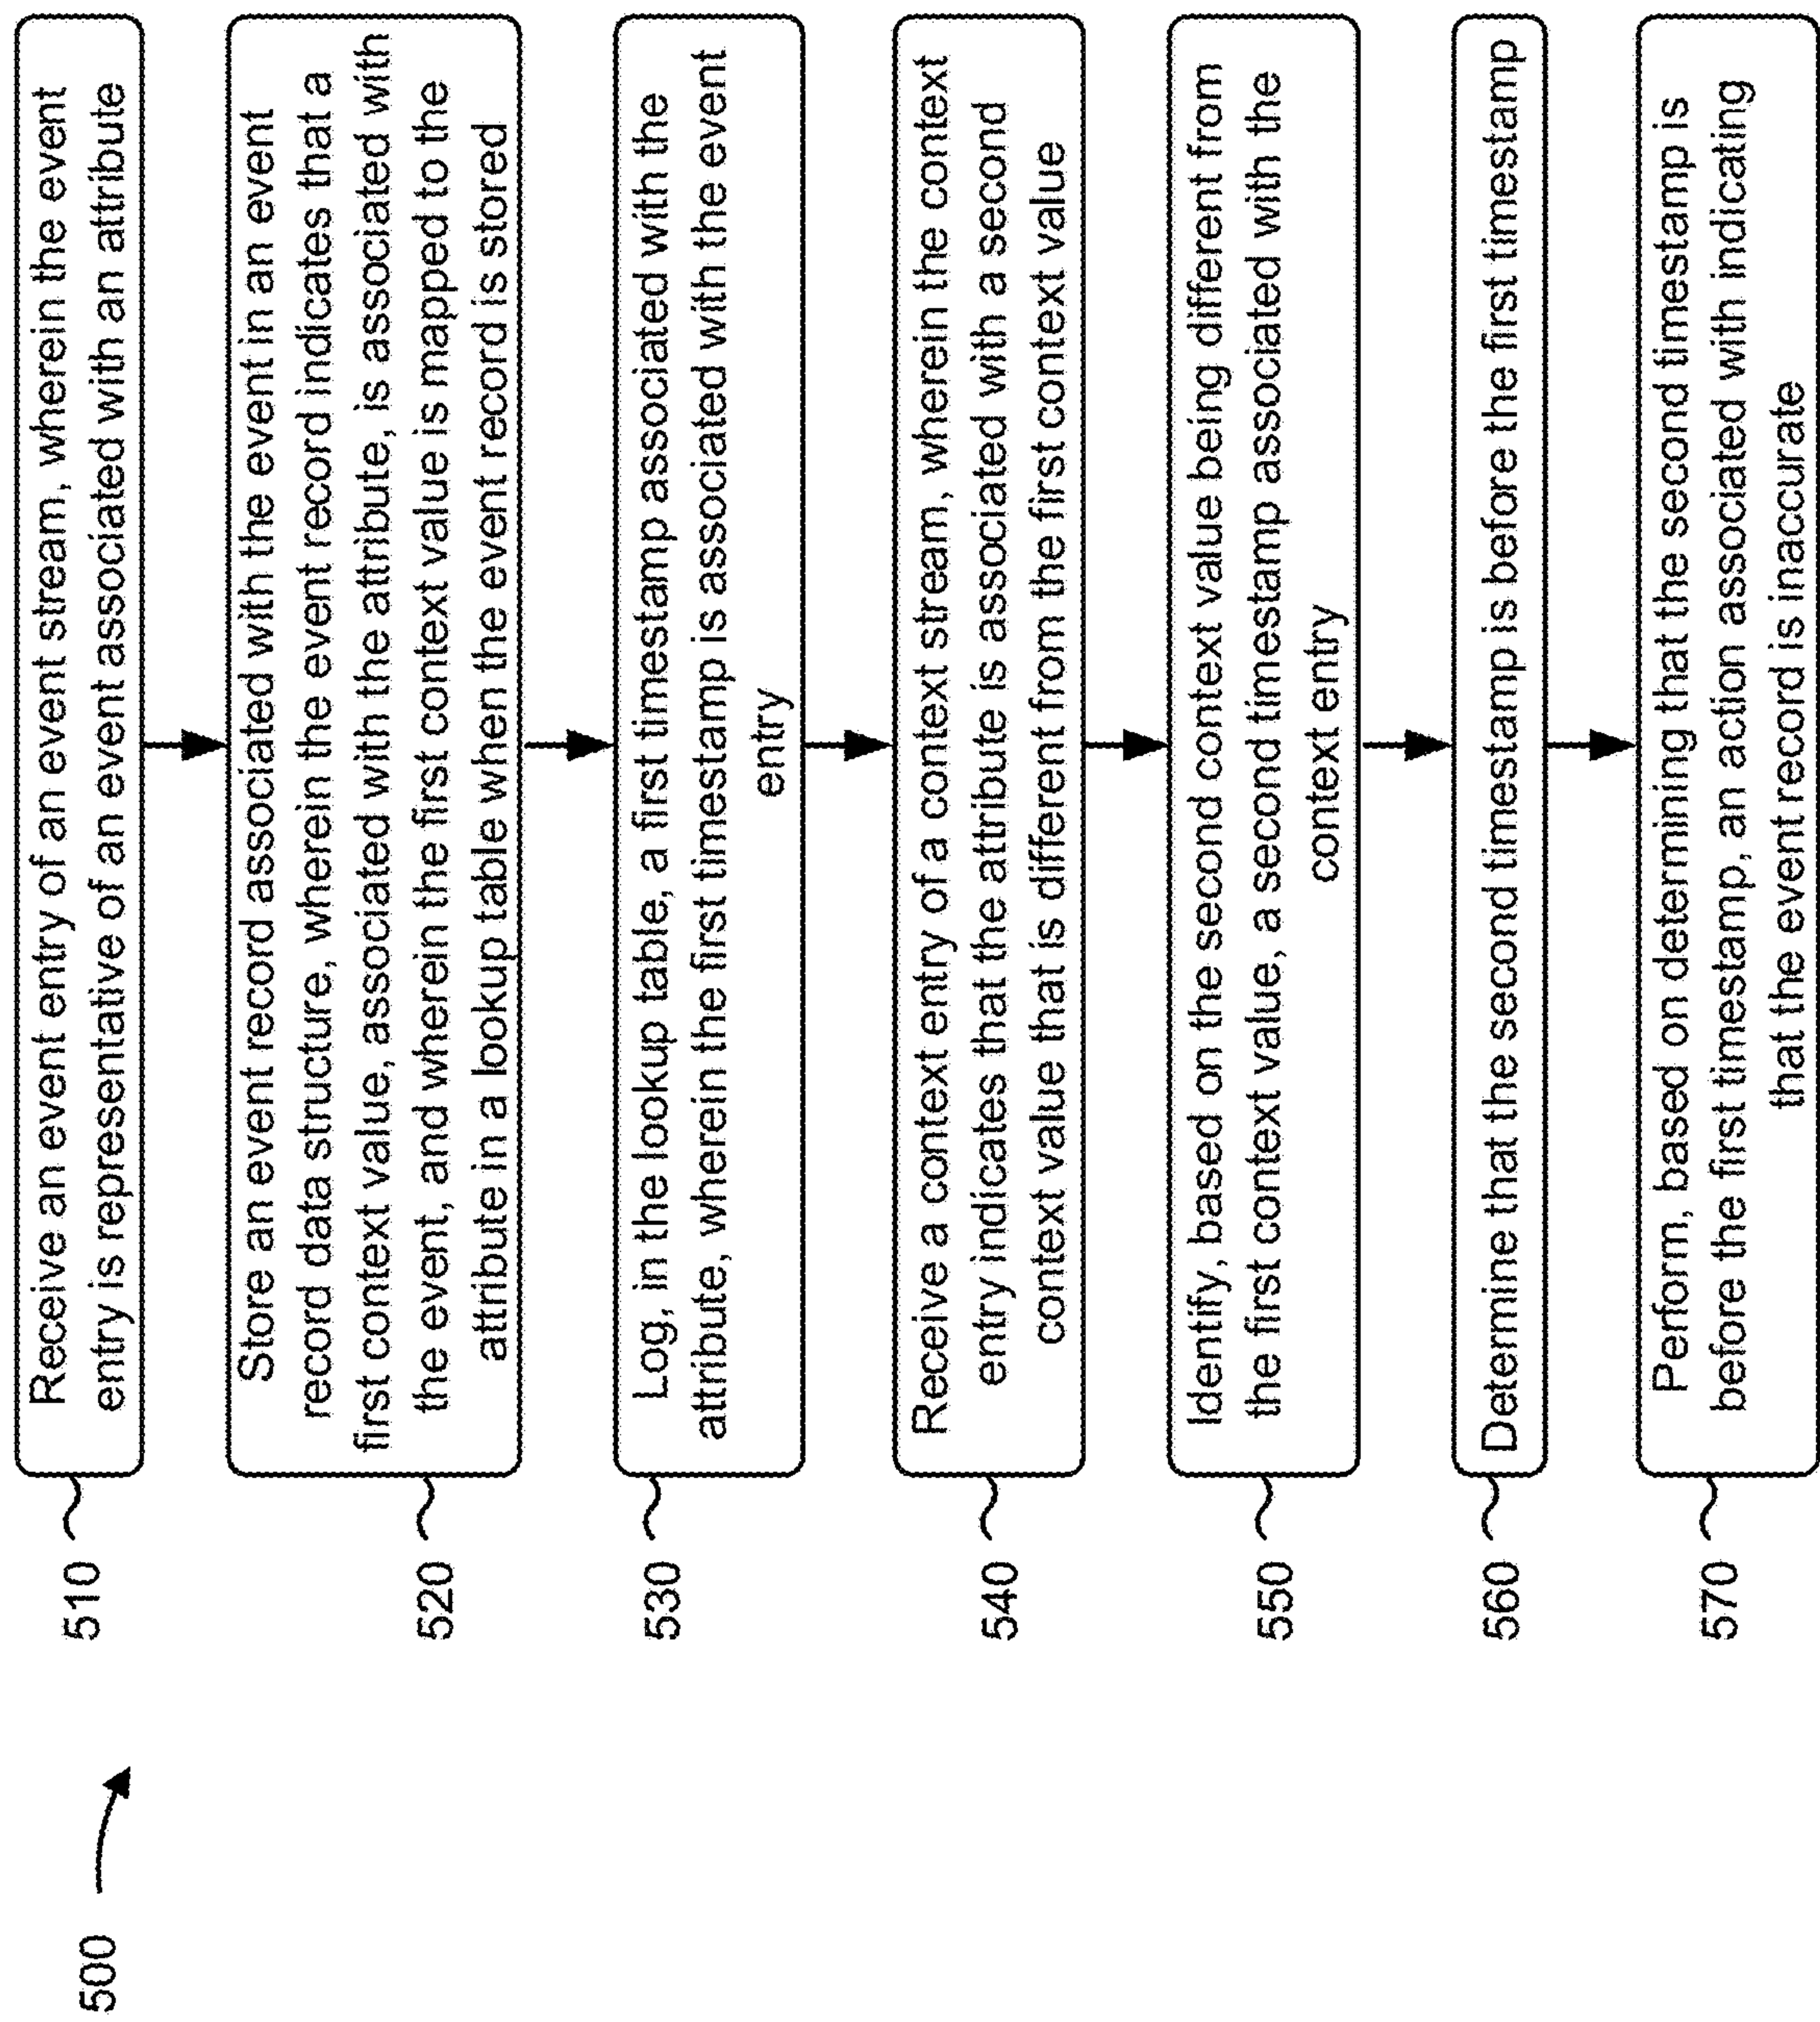 500
510
Receive an event entry of an event stream, wherein the event
entry is representative of an event associated with an attribute
520
Store an event record associated with the event in an event
record data structure, wherein the event record indicates that a
first context value, associated with the attribute, is associated with
the event, and wherein the first context value is mapped to the
attribute in a lookup table when the event record is stored
530
Log, in the lookup table, a first timestamp associated with the
attribute, wherein the first timestamp is associated with the event
entry
540
Receive a context entry of a context stream, wherein the context
entry indicates that the attribute is associated with a second
context value that is different from the first context value
550
Identify, based on the second context value being different from
the first context value, a second timestamp associated with the
context entry
560
Determine that the second timestamp is before the first timestamp
570
Perform, based on determining that the second timestamp is
before the first timestamp, an action associated with indicating
that the event record is inaccurate